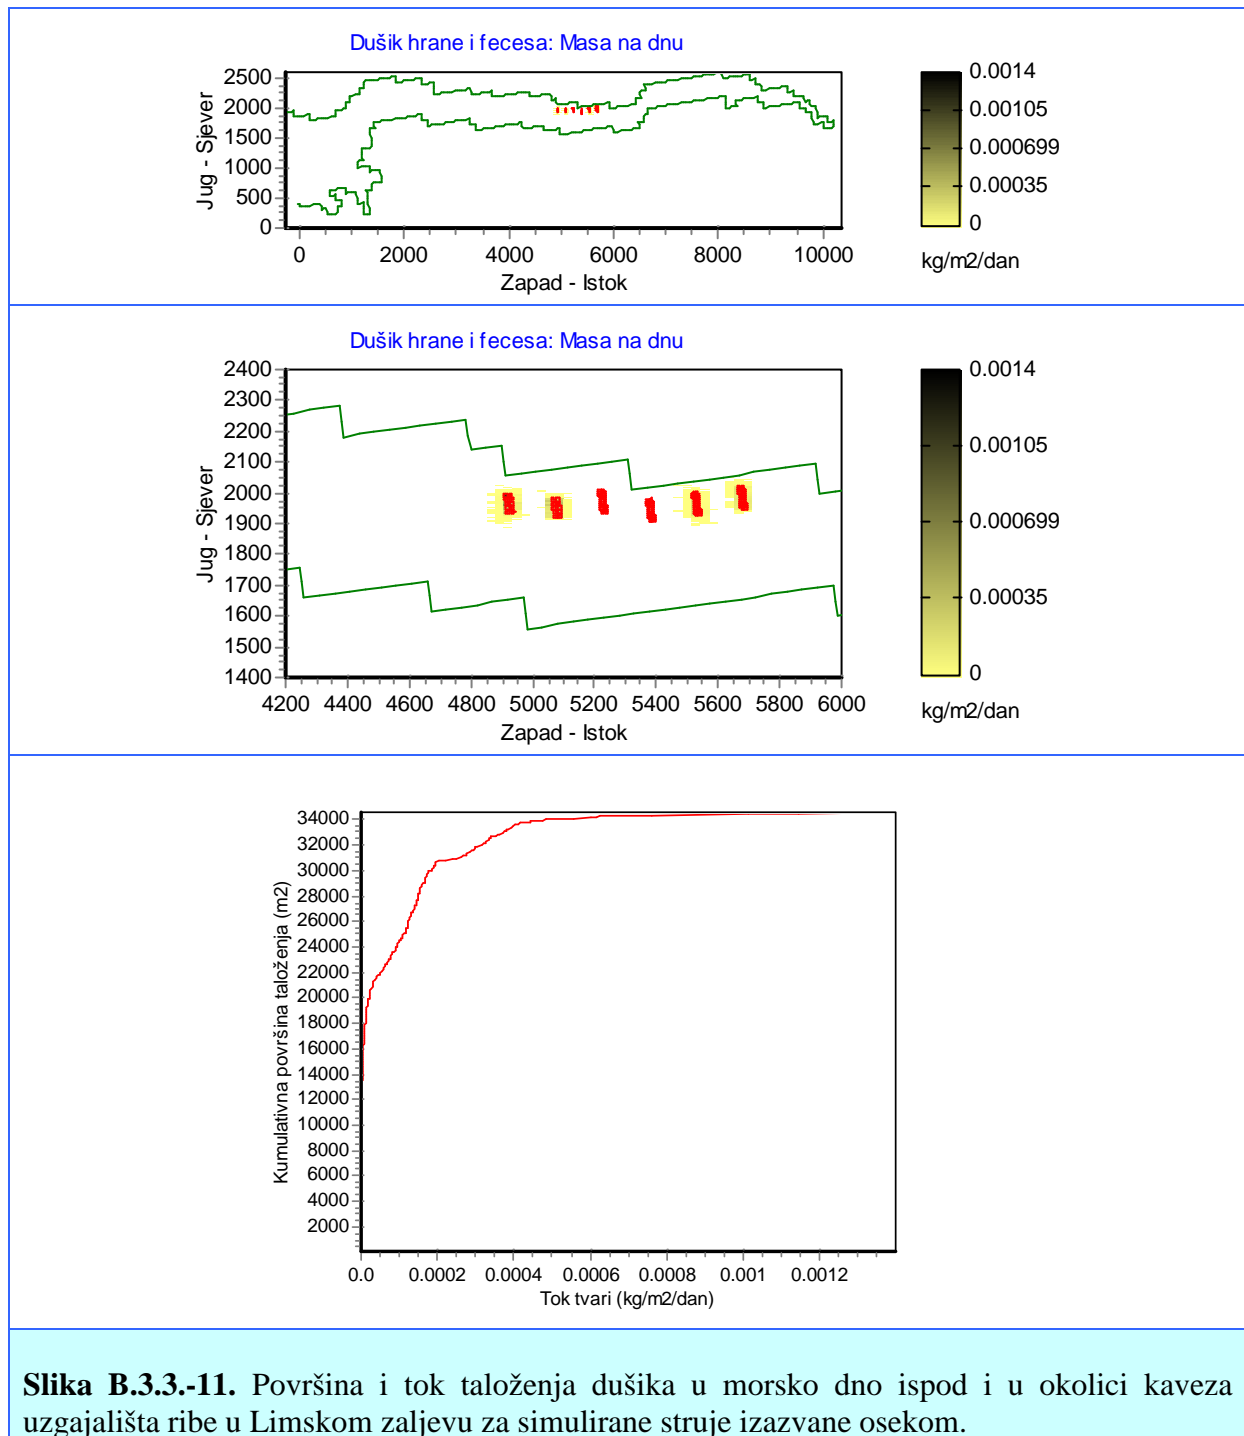 Dušik hrane i fecesa: Masa na dnu
2500
2000
1500
1000
500
0
Jug - Sjever
0 2000 4000 6000 8000 10000
Zapad - Istok
0.0014
0.00105
0.000699
0.00035
0
kg/m2/dan
Dušik hrane i fecesa: Masa na dnu
2400
2300
2200
2100
2000
1900
1800
1700
1600
1500
1400
Jug - Sjever
4200 4400 4600 4800 5000 5200 5400 5600 5800 6000
Zapad - Istok
0.0014
0.00105
0.000699
0.00035
0
kg/m2/dan
34000
32000
30000
28000
26000
24000
22000
20000
18000
16000
14000
12000
10000
8000
6000
4000
2000
Kumulativna površina taloženja (m2)
0.0 0.0002 0.0004 0.0006 0.0008 0.001 0.0012
Tok tvari (kg/m2/dan)
Slika B.3.3.-11. Površina i tok taloženja dušika u morsko dno ispod i u okolici kaveza
uzgajališta ribe u Limskom zaljevu za simulirane struje izazvane osekom.